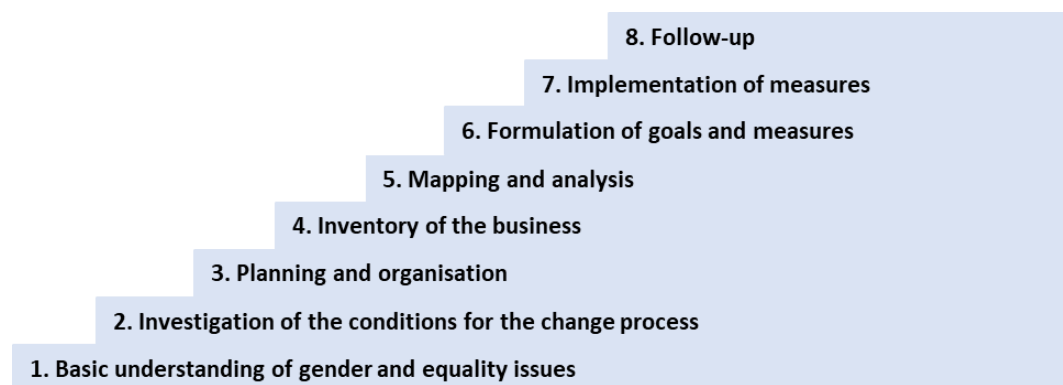 8. Follow-up
7. Implementation of measures
6. Formulation of goals and measures
5. Mapping and analysis
4. Inventory of the business
3. Planning and organisation
2. Investigation of the conditions for the change process
1. Basic understanding of gender and equality issues